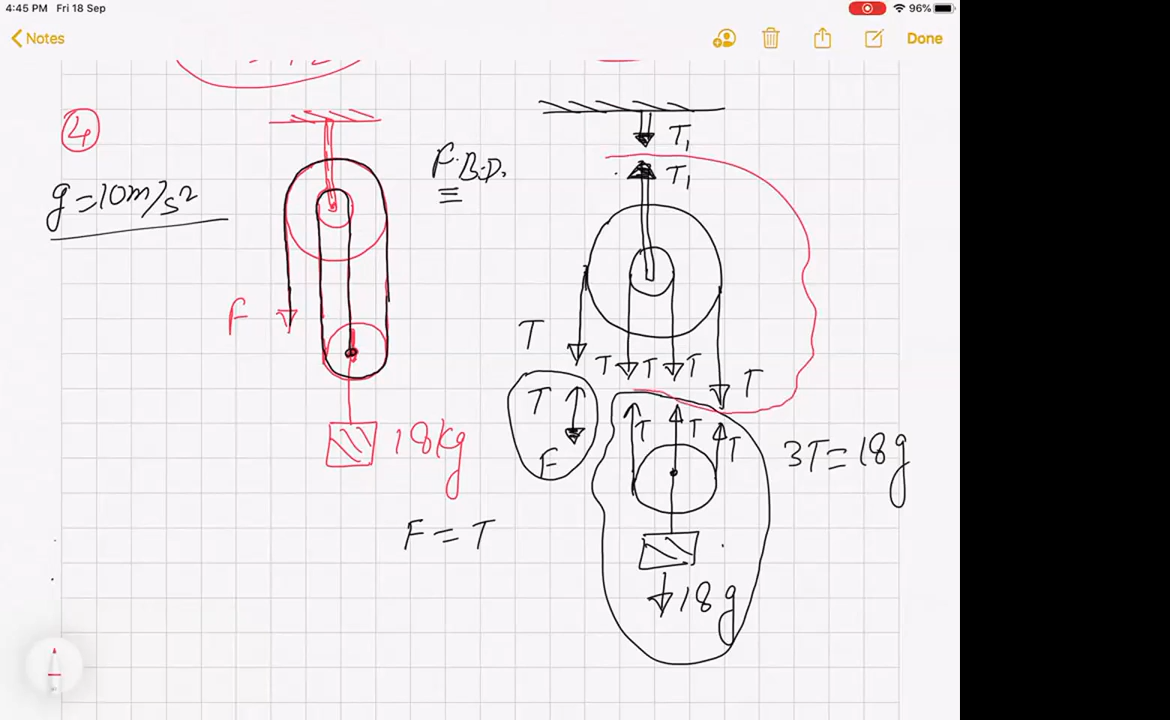 4:45 PM Fri 18 Sep
96%
Notes
Done
4
g = 10m/s²
F.B.D.
T₁
T₁
F
T
T
T
T
T
T
T
T
F
18kg
3T = 18g
F = T
18g